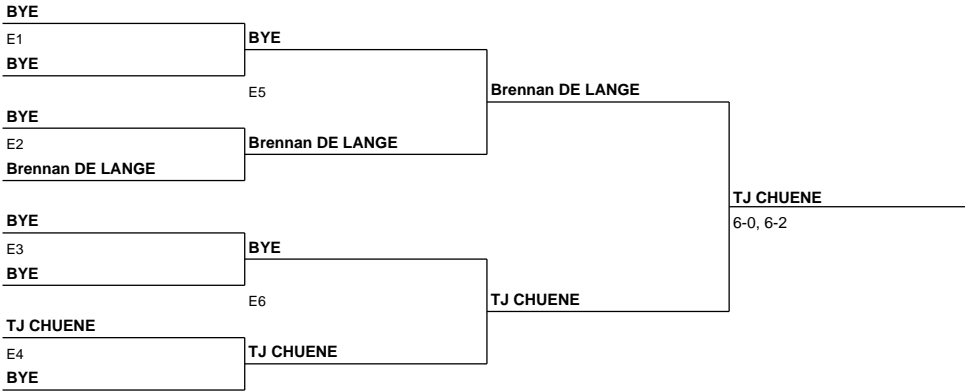 BYE
E1
BYE
BYE
E5
BYE
E2
Brennan DE LANGE
Brennan DE LANGE
Brennan DE LANGE
BYE
E3
BYE
BYE
E6
TJ CHUENE
E4
BYE
TJ CHUENE
TJ CHUENE
TJ CHUENE
6-0, 6-2